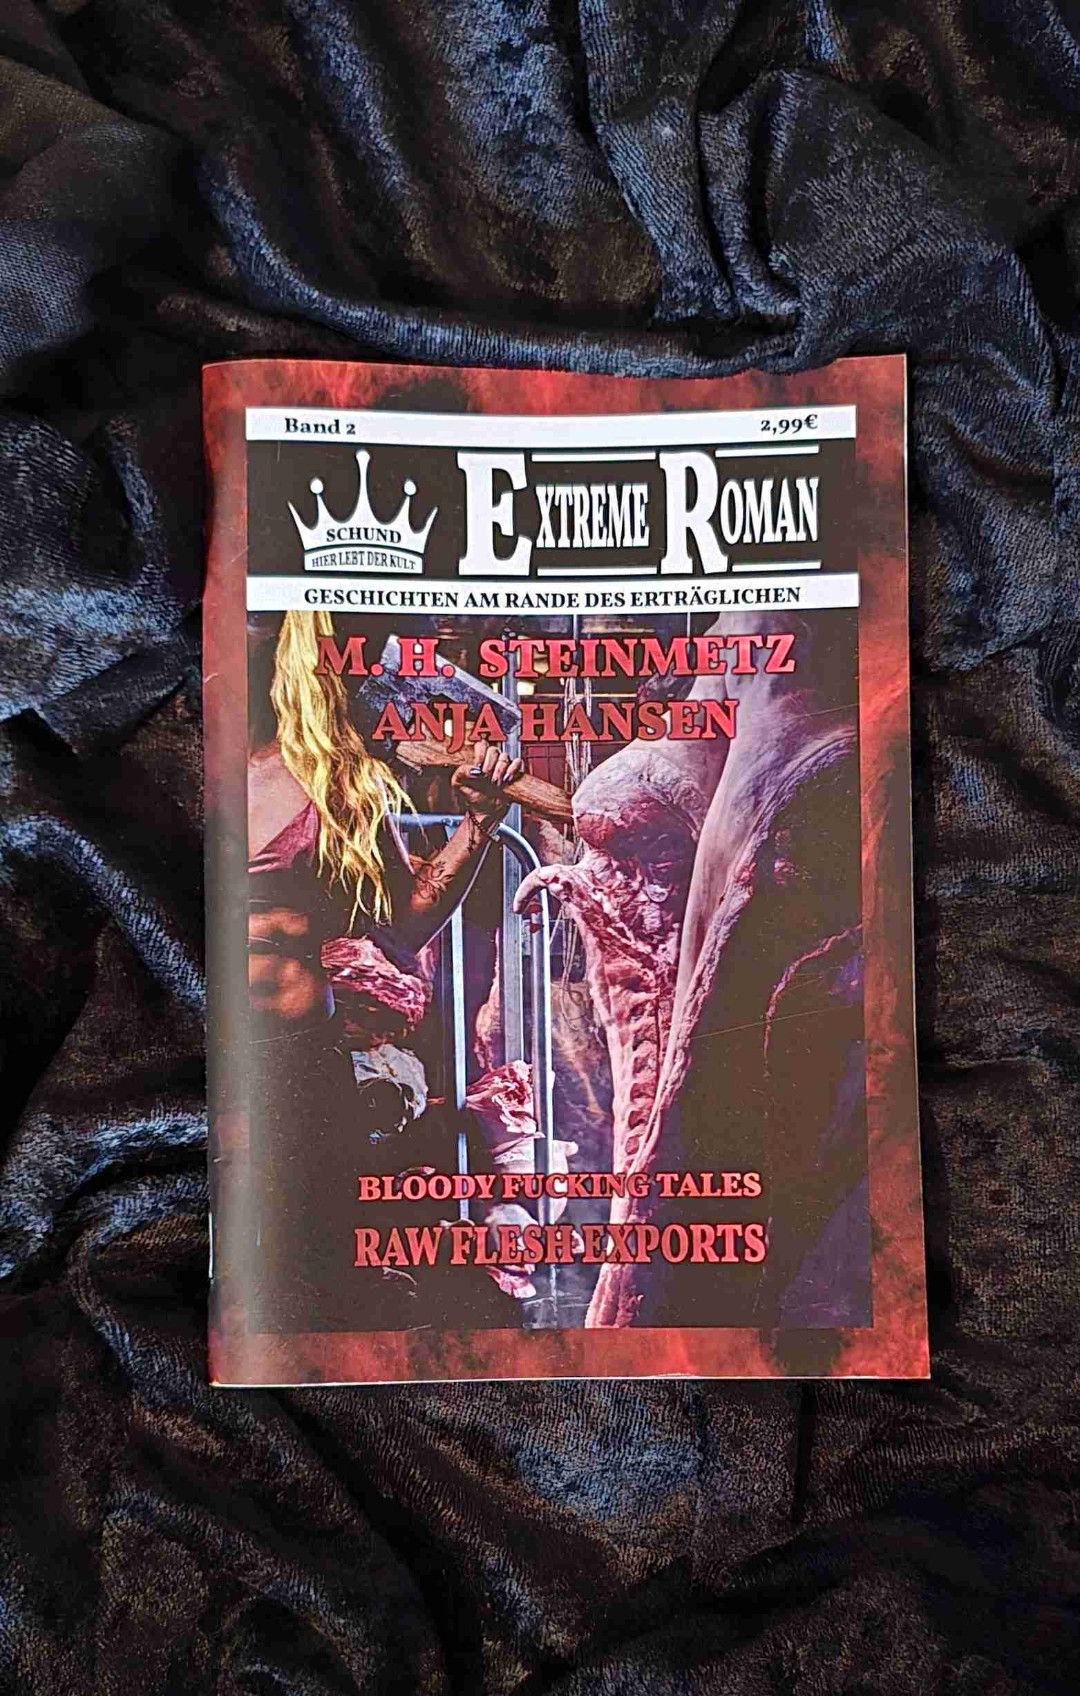 Band 2 2,99€
SCHUND
HIER LEBT DER KULT
EXTREME ROMAN
GESCHICHTEN AM RANDE DES ERTRÄGLICHEN
M. H. STEINMETZ
ANJA HANSEN
BLOODY FUCKING TALES
RAW FLESH EXPORTS